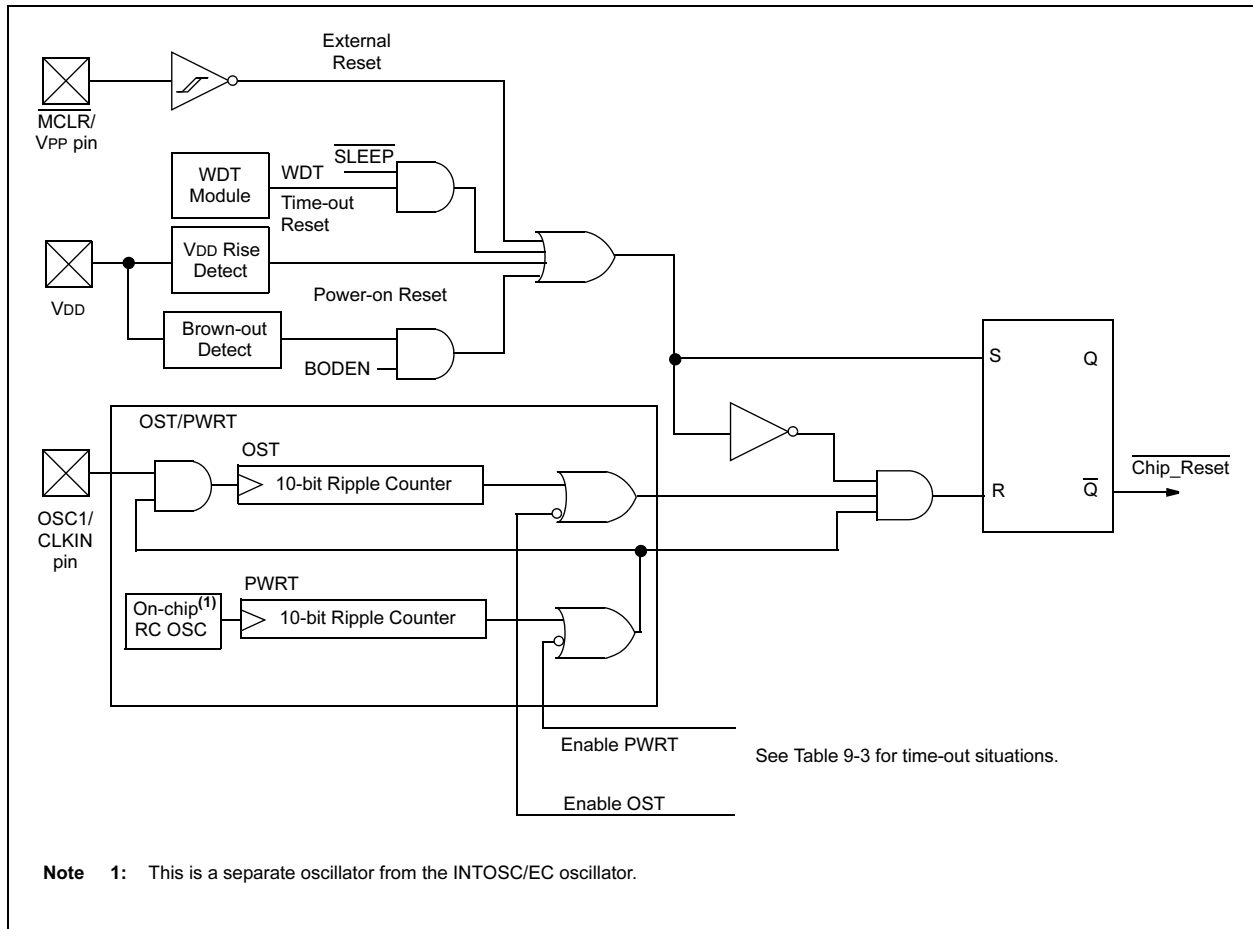 External
Reset
MCLR/
VPP pin
SLEEP
WDT
Module
WDT
Time-out
Reset
VDD
VDD Rise
Detect
Power-on Reset
Brown-out
Detect
BODEN
S
Q
OST/PWRT
OST
10-bit Ripple Counter
OSC1/
CLKIN
pin
R
Q
Chip_Reset
PWRT
On-chip(1)
RC OSC
10-bit Ripple Counter
Enable PWRT
See Table 9-3 for time-out situations.
Enable OST
Note 1: This is a separate oscillator from the INTOSC/EC oscillator.